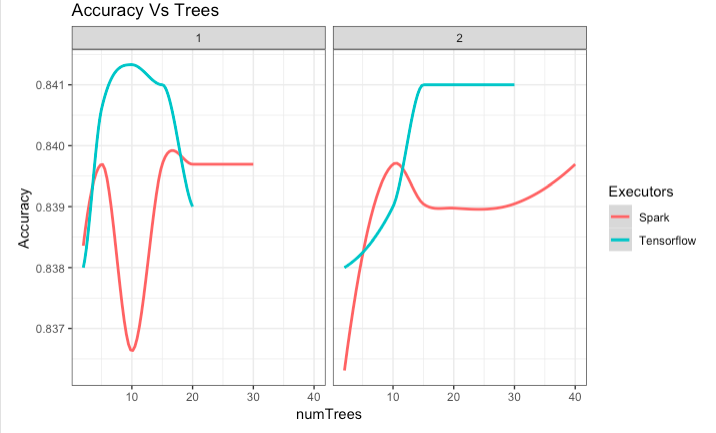 Accuracy Vs Trees
1
2
0.841
0.840
0.839
0.838
0.837
Accuracy
10
20
30
40
10
20
30
40
numTrees
Executors
Spark
Tensorflow